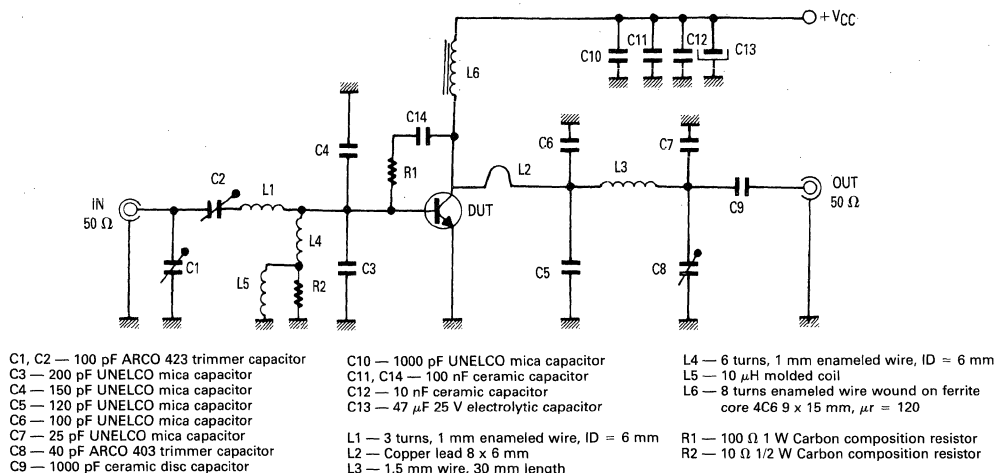 +VCC
C10
C11
C12
C13
L6
C14
C4
R1
C6
C7
L2
L3
C2
L1
IN
50 Ω
OUT
50 Ω
DUT
C9
L4
C1
L5
R2
C3
C5
C8
C1, C2 — 100 pF ARCO 423 trimmer capacitor
C3 — 200 pF UNELCO mica capacitor
C4 — 150 pF UNELCO mica capacitor
C5 — 120 pF UNELCO mica capacitor
C6 — 100 pF UNELCO mica capacitor
C7 — 25 pF UNELCO mica capacitor
C8 — 40 pF ARCO 403 trimmer capacitor
C9 — 1000 pF ceramic disc capacitor
C10 — 1000 pF UNELCO mica capacitor
C11, C14 — 100 nF ceramic capacitor
C12 — 10 nF ceramic capacitor
C13 — 47 μF 25 V electrolytic capacitor
L1 — 3 turns, 1 mm enameled wire, ID = 6 mm
L2 — Copper lead 8 x 6 mm
L3 — 1.5 mm wire, 30 mm length
L4 — 6 turns, 1 mm enameled wire, ID = 6 mm
L5 — 10 μH molded coil
L6 — 8 turns enameled wire wound on ferrite
core 4C6 9 x 15 mm, μr = 120
R1 — 100 Ω 1 W Carbon composition resistor
R2 — 10 Ω 1/2 W Carbon composition resistor